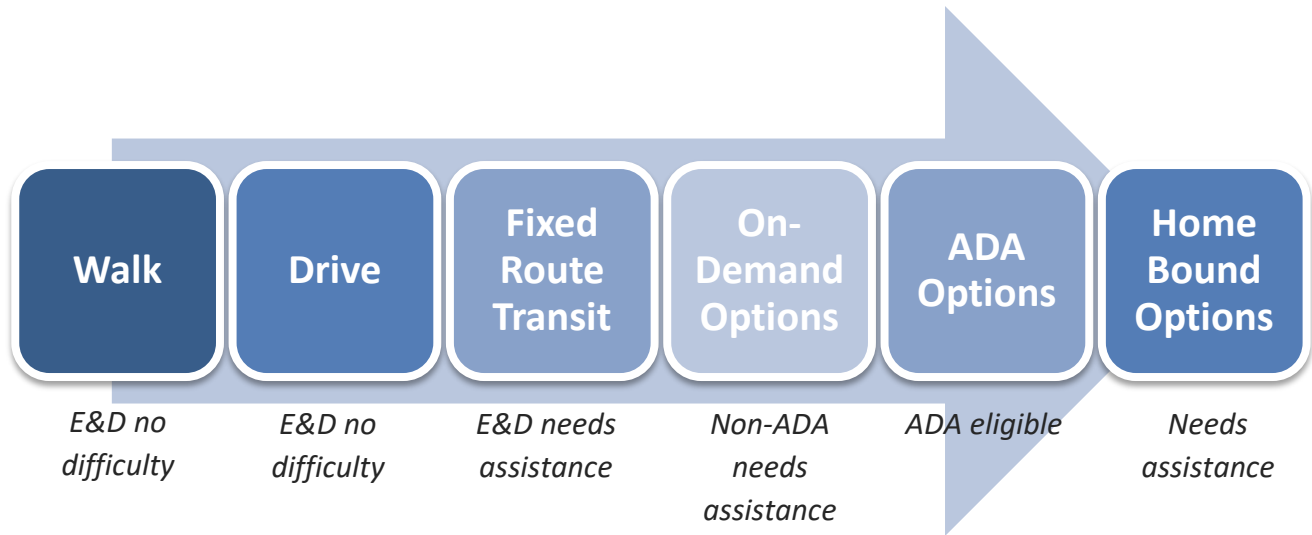 Walk
Drive
Fixed
Route
Transit
On-
Demand
Options
ADA
Options
Home
Bound
Options
E&D no
difficulty
E&D no
difficulty
E&D needs
assistance
Non-ADA
needs
assistance
ADA eligible
Needs
assistance